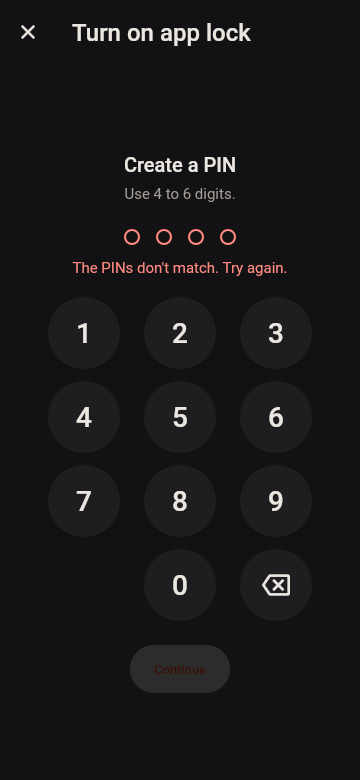 Turn on app lock
Create a PIN
Use 4 to 6 digits.
The PINs don't match. Try again.
1 2 3
4 5 6
7 8 9
0
Continue